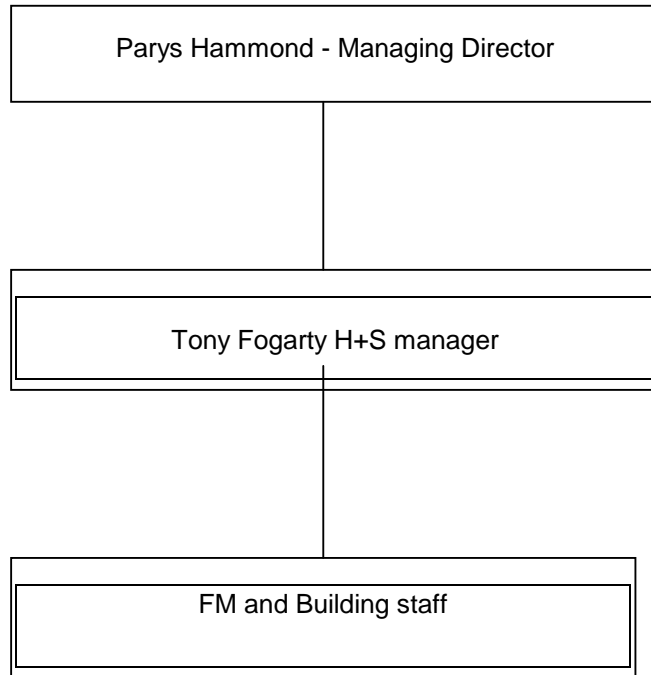 Parys Hammond - Managing Director
Tony Fogarty H+S manager
FM and Building staff